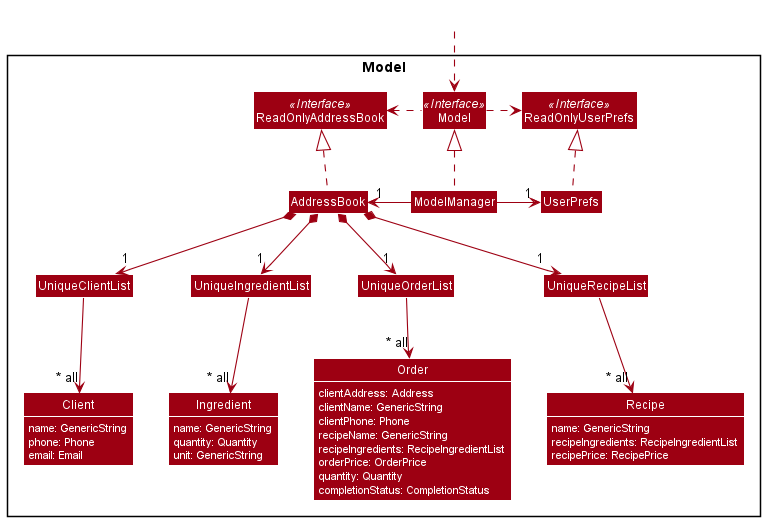 Model
«Interface»
ReadOnlyAddressBook
«Interface»
Model
«Interface»
ReadOnlyUserPrefs
AddressBook
1
ModelManager
1
UserPrefs
1
1
1
1
UniqueClientList
UniqueIngredientList
UniqueOrderList
UniqueRecipeList
* all
* all
* all
* all
Client
name: GenericString
phone: Phone
email: Email
Ingredient
name: GenericString
quantity: Quantity
unit: GenericString
Order
clientAddress: Address
clientName: GenericString
clientPhone: Phone
recipeName: GenericString
recipeIngredients: RecipeIngredientList
orderPrice: OrderPrice
quantity: Quantity
completionStatus: CompletionStatus
Recipe
name: GenericString
recipeIngredients: RecipeIngredientList
recipePrice: RecipePrice